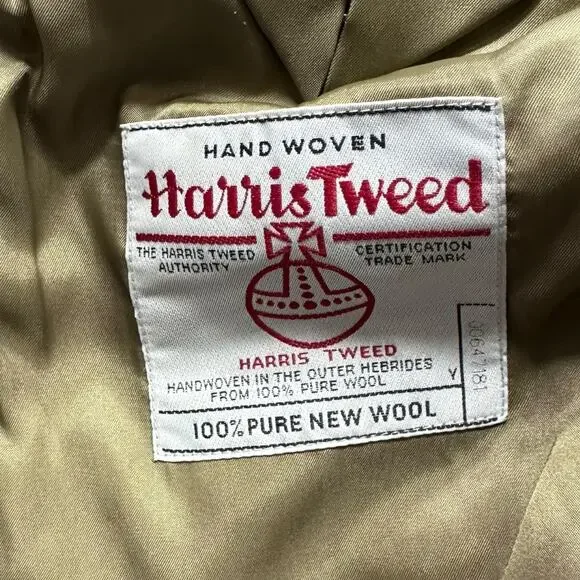 HAND WOVEN
Harris Tweed
THE HARRIS TWEED AUTHORITY
CERTIFICATION TRADE MARK
HARRIS TWEED
HANDWOVEN IN THE OUTER HEBRIDES
FROM 100% PURE WOOL
Y
100% PURE NEW WOOL